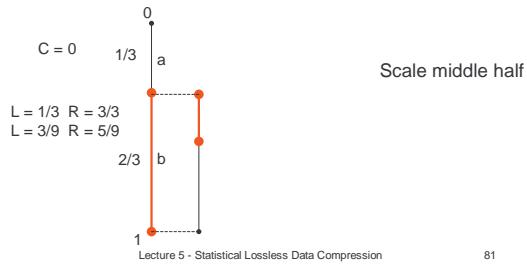 0
C = 0
1/3 a
Scale middle half
L = 1/3 R = 3/3
L = 3/9 R = 5/9
2/3 b
1
Lecture 5 - Statistical Lossless Data Compression 81